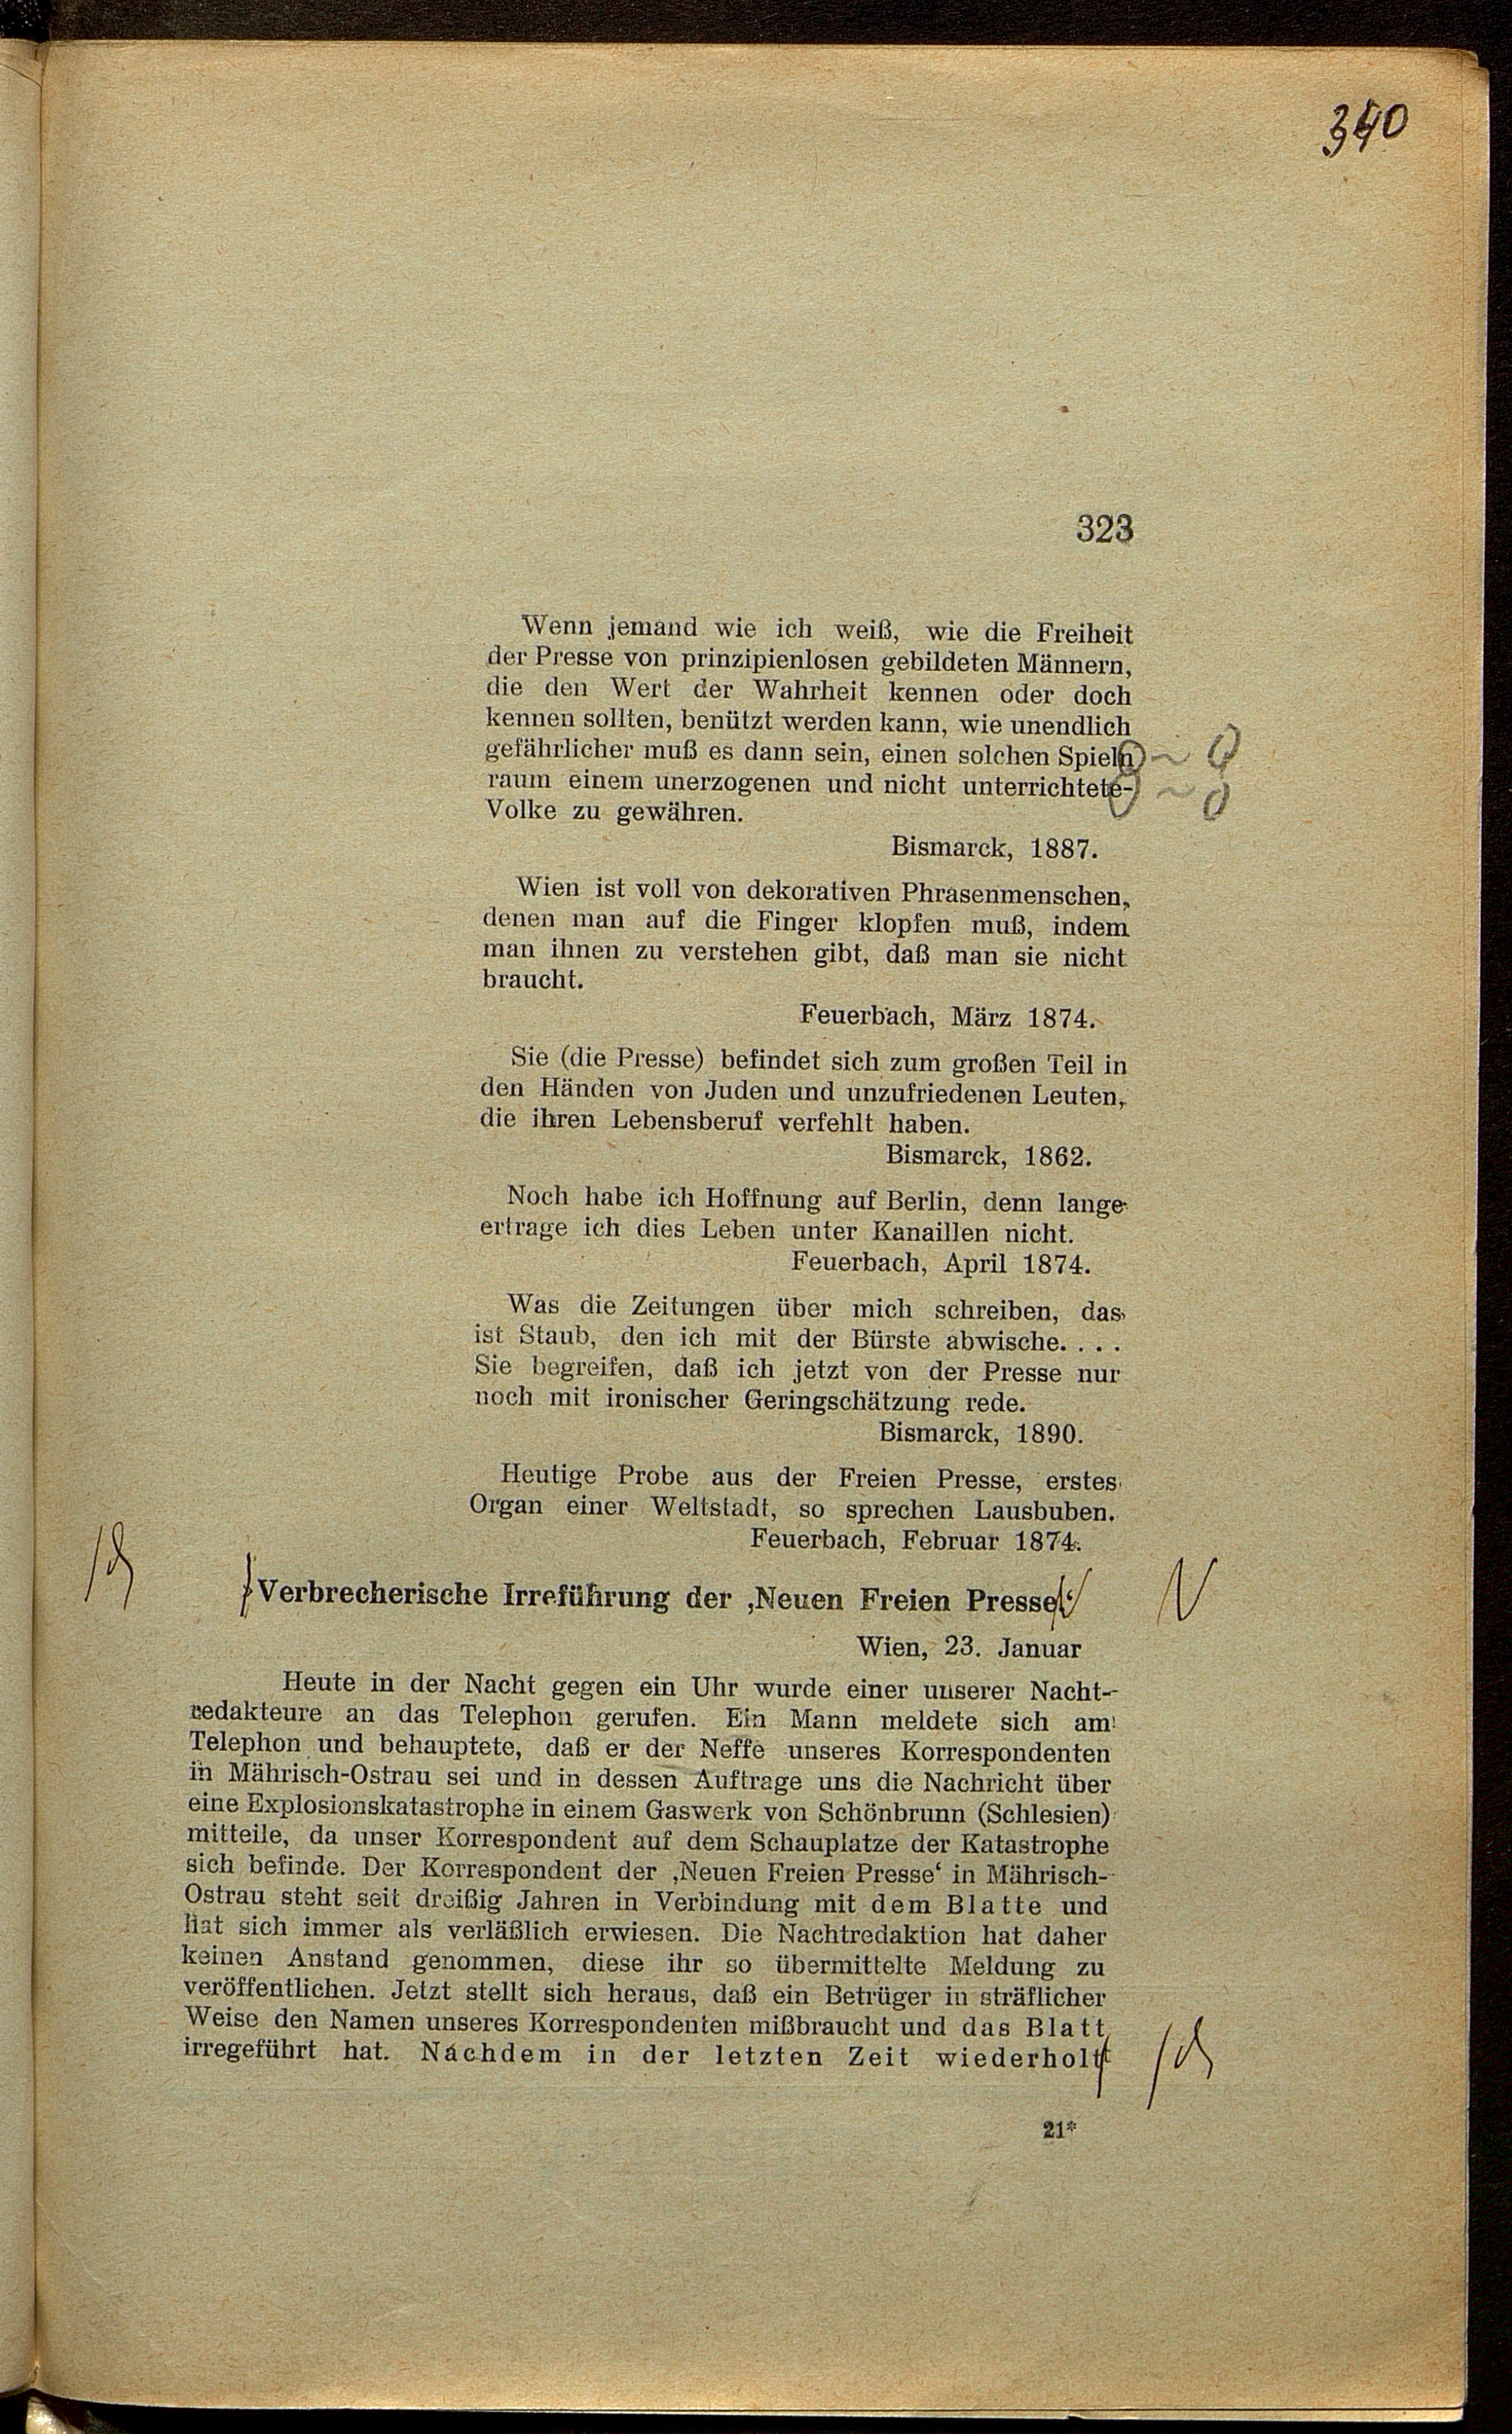 340
323
Wenn jemand wie ich weiß, wie die Freiheit
der Presse von prinzipienlosen gebildeten Männern,
die den Wert der Wahrheit kennen oder doch
kennen sollten, benützt werden kann, wie unendlich
gefährlicher muß es dann sein, einen solchen Spieln
raum einem unerzogenen und nicht unterrichtete-
Volke zu gewähren.
Bismarck, 1887.
Wien ist voll von dekorativen Phrasenmenschen,
denen man auf die Finger klopfen muß, indem
man ihnen zu verstehen gibt, daß man sie nicht
braucht.
Feuerbach, März 1874.
Sie (die Presse) befindet sich zum großen Teil in
den Händen von Juden und unzufriedenen Leuten,
die ihren Lebensberuf verfehlt haben.
Bismarck, 1862.
Noch habe ich Hoffnung auf Berlin, denn lange
ertrage ich dies Leben unter Kanaillen nicht.
Feuerbach, April 1874.
Was die Zeitungen über mich schreiben, das
ist Staub, den ich mit der Bürste abwische. . . .
Sie begreifen, daß ich jetzt von der Presse nur
noch mit ironischer Geringschätzung rede.
Bismarck, 1890.
Heutige Probe aus der Freien Presse, erstes
Organ einer Weltstadt, so sprechen Lausbuben.
Feuerbach, Februar 1874.
Verbrecherische Irreführung der ‚Neuen Freien Presse‘
Wien, 23. Januar
Heute in der Nacht gegen ein Uhr wurde einer unserer Nacht-
redakteure an das Telephon gerufen. Ein Mann meldete sich am
Telephon und behauptete, daß er der Neffe unseres Korrespondenten
in Mährisch-Ostrau sei und in dessen Auftrage uns die Nachricht über
eine Explosionskatastrophe in einem Gaswerk von Schönbrunn (Schlesien)
mitteile, da unser Korrespondent auf dem Schauplatze der Katastrophe
sich befinde. Der Korrespondent der ‚Neuen Freien Presse‘ in Mährisch-
Ostrau steht seit dreißig Jahren in Verbindung mit dem Blatte und
hat sich immer als verläßlich erwiesen. Die Nachtredaktion hat daher
keinen Anstand genommen, diese ihr so übermittelte Meldung zu
veröffentlichen. Jetzt stellt sich heraus, daß ein Betrüger in sträflicher
Weise den Namen unseres Korrespondenten mißbraucht und das Blatt
irregeführt hat. Nachdem in der letzten Zeit wiederholt
21*